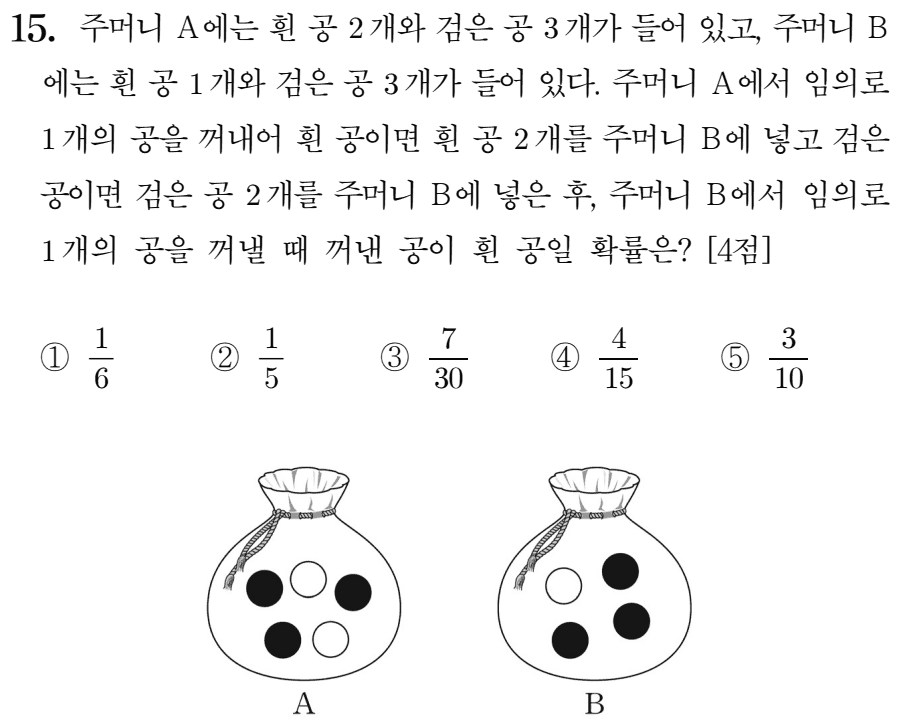 15. 주머니 A에는 흰 공 2개와 검은 공 3개가 들어 있고, 주머니 B
에는 흰 공 1개와 검은 공 3개가 들어 있다. 주머니 A에서 임의로
1개의 공을 꺼내어 흰 공이면 흰 공 2개를 주머니 B에 넣고 검은
공이면 검은 공 2개를 주머니 B에 넣은 후, 주머니 B에서 임의로
1개의 공을 꺼낼 때 꺼낸 공이 흰 공일 확률은? [4점]
① 1/6 ② 1/5 ③ 7/30 ④ 4/15 ⑤ 3/10
A B